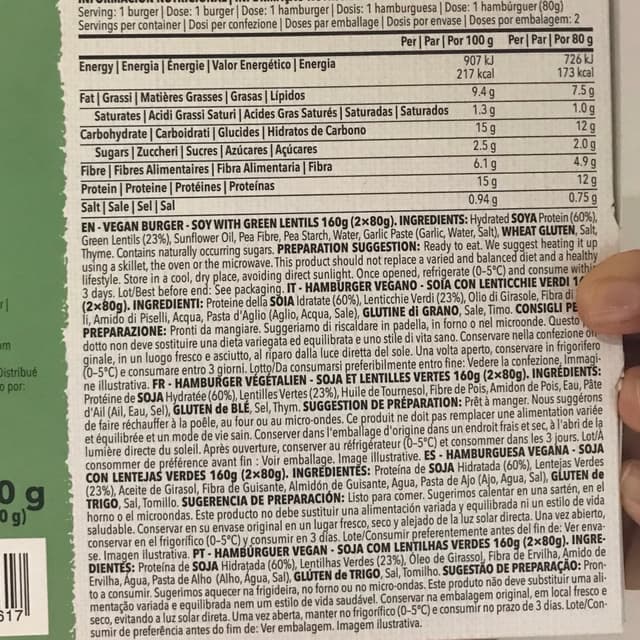 Serving: 1 burger | Dose: 1 burger | Dose: 1 hamburger | Dosis: 1 hamburguesa | Dose: 1 hambúrguer (80g)
Servings per container | Dosi per confezione | Doses par emballage | Dosis por envase | Doses por embalagem: 2
Per | Par | Por 100 g Per | Par | Por 80 g
Energy | Energia | Énergie | Valor Energético | Energia 907 kJ 726 kJ
217 kcal 173 kcal
Fat | Grassi | Matières Grasses | Grasas | Lípidos 9.4 g 7.5 g
Saturates | Acidi Grassi Saturi | Acides Gras Saturés | Saturadas | Saturados 1.3 g 1.0 g
Carbohydrate | Carboidrati | Glucides | Hidratos de Carbono 15 g 12 g
Sugars | Zuccheri | Sucres | Azúcares | Açúcares 2.5 g 2.0 g
Fibre | Fibres Alimentaires | Fibra Alimentaria | Fibra 6.1 g 4.9 g
Protein | Proteine | Protéines | Proteínas 15 g 12 g
Salt | Sale | Sel | Sal 0.94 g 0.75 g
EN - VEGAN BURGER - SOY WITH GREEN LENTILS 160g (2×80g). INGREDIENTS: Hydrated SOYA Protein (60%),
Green Lentils (23%), Sunflower Oil, Pea Fibre, Pea Starch, Water, Garlic Paste (Garlic, Water, Salt), WHEAT GLUTEN, Salt,
Thyme. Contains naturally occurring sugars. PREPARATION SUGGESTION: Ready to eat. We suggest heating it up
using a skillet, the oven or the microwave. This product should not replace a varied and balanced diet and a healthy
lifestyle. Store in a cool, dry place, avoiding direct sunlight. Once opened, refrigerate (0-5°C) and consume within
3 days. Lot/Best before end: See packaging. IT - HAMBURGER VEGANO - SOIA CON LENTICCHIE VERDI
(2×80g). INGREDIENTI: Proteine della SOIA Idratate (60%), Lenticchie Verdi (23%), Olio di Girasole, Fibra di
li, Amido di Piselli, Acqua, Pasta d'Aglio (Aglio, Acqua, Sale), GLUTINE di GRANO, Sale, Timo. CONSIGLI
PREPARAZIONE: Pronti da mangiare. Suggeriamo di riscaldare in padella, in forno o nel microonde. Questo
dotto non deve sostituire una dieta variegata ed equilibrata e uno stile di vita sano. Conservare nella confezione
ginale, in un luogo fresco e asciutto, al riparo dalla luce diretta del sole. Una volta aperto, conservare in frigorifero
(0-5°C) e consumare entro 3 giorni. Lotto/Da consumarsi preferibilmente entro fine: Vedere la confezione. Immagi-
ne illustrativa. FR - HAMBURGER VÉGÉTALIEN - SOJA ET LENTILLES VERTES 160g (2×80g). INGRÉDIENTS:
Protéine de SOJA Hydratée (60%), Lentilles Vertes (23%), Huile de Tournesol, Fibre de Pois, Amidon de Pois, Eau, Pâte
d'Ail (Ail, Eau, Sel), GLUTEN de BLÉ, Sel, Thym. SUGGESTION DE PRÉPARATION: Prêt à manger. Nous suggérons
de faire réchauffer à la poêle, au four ou au micro-ondes. Ce produit ne doit pas remplacer une alimentation variée
et équilibrée et un mode de vie sain. Conserver dans l'emballage d'origine dans un endroit frais et sec, à l'abri de la
lumière directe du soleil. Après ouverture, conserver au réfrigérateur (0-5°C) et consommer dans les 3 jours. Lot/À
consommer de préférence avant fin : Voir emballage. Image illustrative. ES - HAMBURGUESA VEGANA - SOJA
CON LENTEJAS VERDES 160g (2×80g). INGREDIENTES: Proteína de SOJA Hidratada (60%), Lentejas Verdes
(23%), Aceite de Girasol, Fibra de Guisante, Almidón de Guisante, Agua, Pasta de Ajo (Ajo, Agua, Sal), GLUTEN de
TRIGO, Sal, Tomillo. SUGERENCIA DE PREPARACIÓN: Listo para comer. Sugerimos calentar en una sartén, en el
horno o el microondas. Este producto no debe substituir una alimentación variada y equilibrada ni un estilo de vida
saludable. Conservar en su envase original en un lugar fresco, seco y alejado de la luz solar directa. Una vez abierto,
conservar en el frigorífico (0-5°C) y consumir en 3 días. Lote/Consumir preferentemente antes del fin de: Ver enva-
se. Imagen ilustrativa. PT - HAMBÚRGUER VEGAN - SOJA COM LENTILHAS VERDES 160g (2×80g). INGRE-
DIENTES: Proteína de SOJA Hidratada (60%), Lentilhas Verdes (23%), Óleo de Girassol, Fibra de Ervilha, Amido de
Ervilha, Água, Pasta de Alho (Alho, Água, Sal), GLÚTEN de TRIGO, Sal, Tomilho. SUGESTÃO DE PREPARAÇÃO: Pron-
to a consumir. Sugerimos aquecer na frigideira, no forno ou no micro-ondas. Este produto não deve substituir uma ali-
mentação variada e equilibrada nem um estilo de vida saudável. Conservar na embalagem original, em local fresco e
seco, evitando a luz solar direta. Uma vez aberta, manter no frigorífico (0-5°C) e consumir no prazo de 3 dias. Lote/Con-
sumir de preferência antes do fim de: Ver embalagem. Imagem ilustrativa.
Distribué
o por:
0 g
0 g)
617